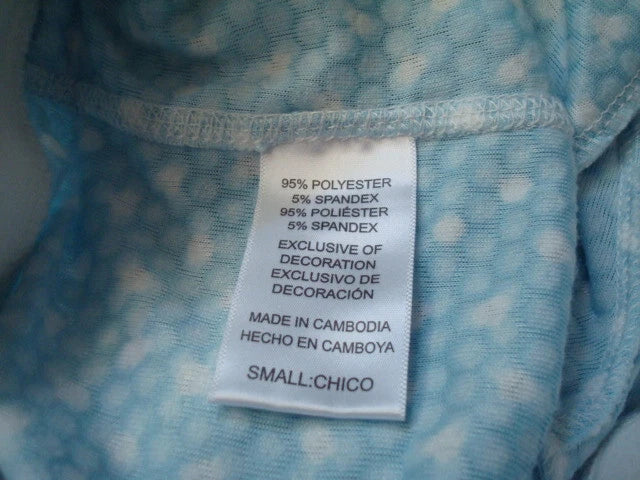 95% POLYESTER
5% SPANDEX
95% POLIÉSTER
5% SPANDEX
EXCLUSIVE OF
DECORATION
EXCLUSIVO DE
DECORACIÓN
MADE IN CAMBODIA
HECHO EN CAMBOYA
SMALL:CHICO